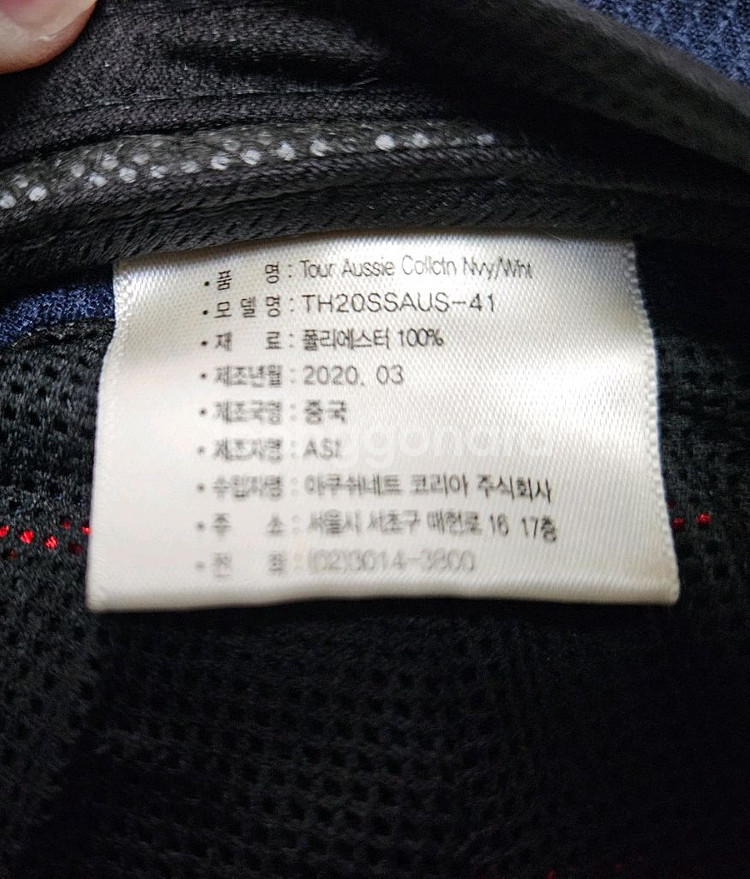 • 품 명 : Tour Aussie Collctn Nvy/Wht
• 모 델 명 : TH20SSAUS-41
• 재 료 : 폴리에스터 100%
• 제조년월 : 2020. 03
• 제조국명 : 중국
• 제조자명 : ASI
• 수입자명 : 아쿠쉬네트 코리아 주식회사
• 주 소 : 서울시 서초구 매헌로 16 17층
• 전 화 : (02)3014-3800